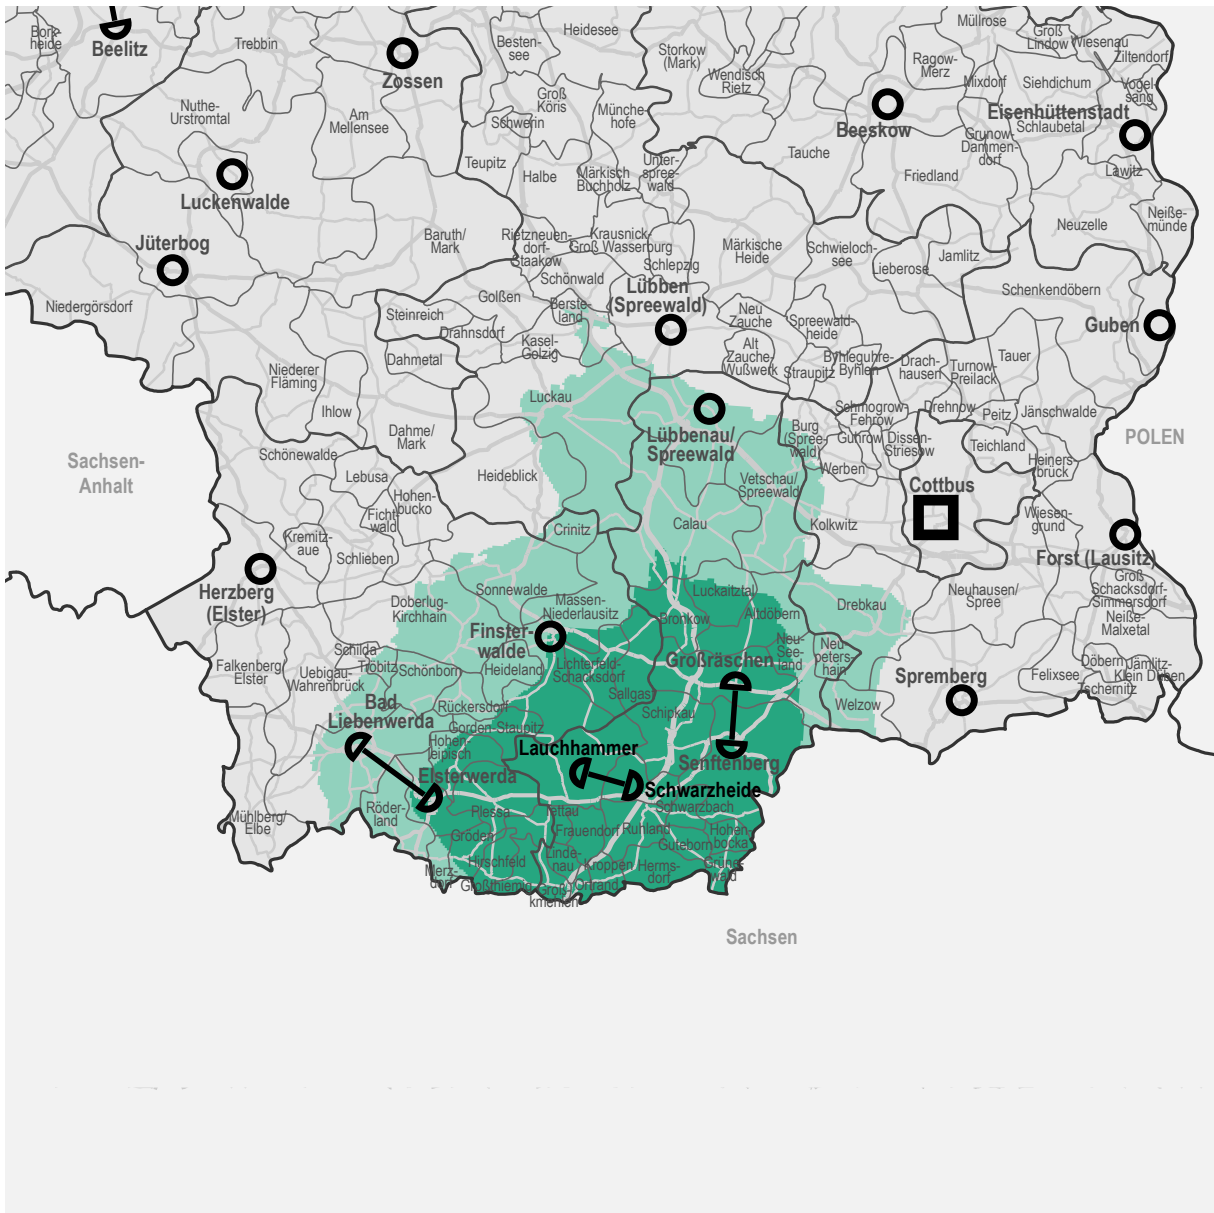 Bork-
heide
Beelitz
Trebbin
Zossen
Besten-
see
Heidesee
Storkow
(Mark)
Wendisch
Rietz
Müllrose
Groß
Lindow
Wiesenau
Ziltendorf
Ragow-
Merz
Mixdorf
Siehdichum
Vogel-
sang
Nuthe-
Urstromtal
Am
Mellensee
Groß
Köris
Schwerin
Münche
hofe
Beeskow
Eisenhüttenstadt
Schlaubetal
Grunow-
Dammen-
dorf
Teupitz
Halbe
Märkisch
Buchholz
Unter-
spree-
wald
Tauche
Friedland
Lawitz
Luckenwalde
Neuzelle
Neiße-
münde
Jüterbog
Baruth/
Mark
Rietzneuen-
dorf-
Staakow
Krausnick-
Groß Wasserburg
Märkische
Heide
Schwieloch-
see
Lieberose
Jamlitz
Schlepzig
Schönwald
Lübben
(Spreewald)
Schenkendöbern
Niedergörsdorf
Golßen
Berste-
land
Steinreich
Drahnsdorf
Kasel-
Golzig
Neu
Zauche
Spreewald-
heide
Guben
Dahmetal
Alt
Zauche-
Wußwerk
Straupitz
Byhleguhre-
Byhlen
Drach-
hausen
Turnow-
Preilack
Tauer
Niederer
Fläming
Ihlow
Luckau
Schmogrow-
Fehrow
Drehnow
Peitz
Jänschwalde
Dahme/
Mark
Lübbenau/
Spreewald
Burg
(Spree-
wald)
Guhrow
Dissen-
Striesow
Teichland
POLEN
Sachsen-
Anhalt
Schönewalde
Lebusa
Heideblick
Vetschau/
Spreewald
Werben
Heiners-
brück
Cottbus
Hohen-
bucko
Ficht-
wald
Kremitz-
aue
Schlieben
Crinitz
Calau
Kolkwitz
Wiesen-
grund
Forst (Lausitz)
Herzberg
(Elster)
Doberlug-
Kirchhain
Sonnewalde
Massen-
Niederlausitz
Luckaitztal
Bronkow
Altdöbern
Drebkau
Neuhausen/
Spree
Groß
Schacksdorf-
Simmersdorf
Neiße-
Malxetal
Finster-
walde
Großräschen
Neu-
See-
land
Neu-
peters-
hain
Falkenberg/
Elster
Uebigau-
Wahrenbrück
Schilda
Tröbitz
Schönborn
Heideland
Lichterfeld-
Schacksdorf
Sallgast
Spremberg
Felixsee
Döbern
Jämlitz-
Klein Düben
Tschernitz
Bad
Liebenwerda
Rückersdorf
Gorden-Staupitz
Schipkau
Welzow
Hohen-
leipisch
Lauchhammer
Senftenberg
Elsterwerda
Schwarzheide
Mühlberg/
Elbe
Röder-
land
Plessa
Tettau
Schwarzbach
Gröden
Frauendorf
Ruhland
Guteborn
Hohen-
bocka
Hirschfeld
Linde-
nau
Kroppen
Herms-
dorf
Grüne-
wald
Merz-
dorf
Großthiemig
Groß-
kmehlen
Ortrand
Sachsen